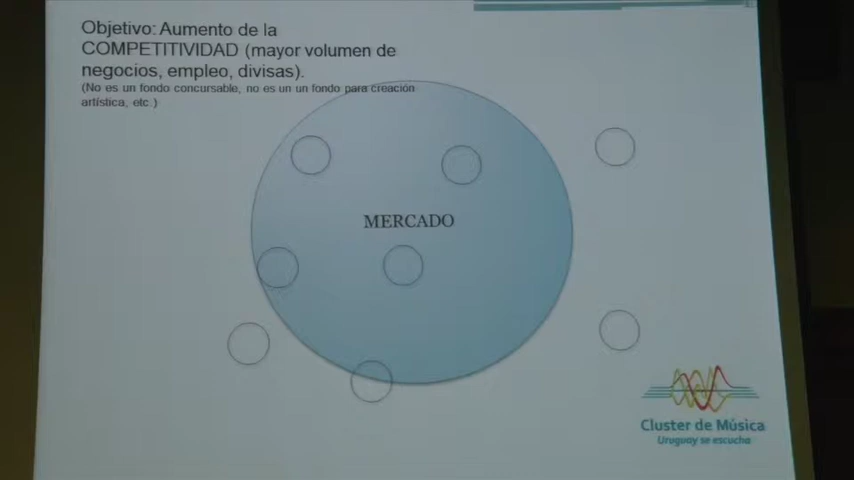 Objetivo: Aumento de la
COMPETITIVIDAD (mayor volumen de
negocios, empleo, divisas).
(No es un fondo concursable, no es un un fondo para creación
artística, etc.)
MERCADO
Cluster de Música
Uruguay se escucha